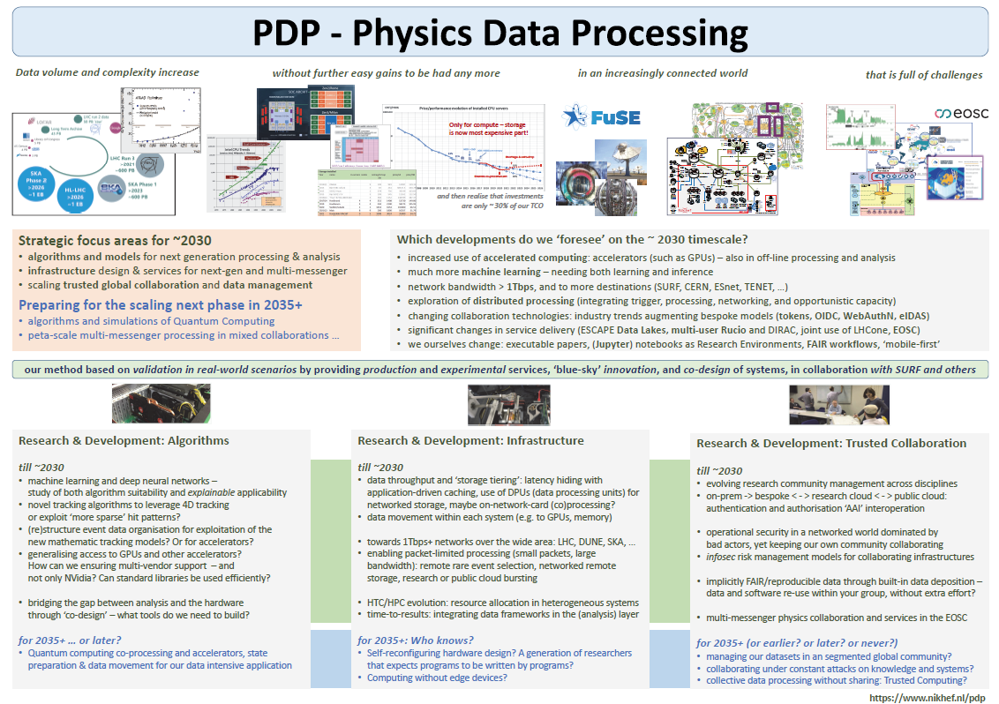 PDP - Physics Data Processing
Data volume and complexity increase
without further easy gains to be had any more
in an increasingly connected world
that is full of challenges
LHC Run 3
>2021
~600 PB
SKA
Phase 2
>2026
~1 EB
HL-LHC
>2026
~1 EB
SKA Phase 1
>2023
~600 PB
Price/performance evolution of installed CPU servers
Only for compute – storage
is now most expensive part!
and then realise that investments
are only ~30% of our TCO
FuSE
eosc
Strategic focus areas for ~2030
• algorithms and models for next generation processing & analysis
• infrastructure design & services for next-gen and multi-messenger
• scaling trusted global collaboration and data management
Preparing for the scaling next phase in 2035+
• algorithms and simulations of Quantum Computing
• peta-scale multi-messenger processing in mixed collaborations …
Which developments do we ‘foresee’ on the ~ 2030 timescale?
• increased use of accelerated computing: accelerators (such as GPUs) – also in off-line processing and analysis
• much more machine learning – needing both learning and inference
• network bandwidth > 1Tbps, and to more destinations (SURF, CERN, ESnet, TENET, …)
• exploration of distributed processing (integrating trigger, processing, networking, and opportunistic capacity)
• changing collaboration technologies: industry trends augmenting bespoke models (tokens, OIDC, WebAuthN, eIDAS)
• significant changes in service delivery (ESCAPE Data Lakes, multi-user Rucio and DIRAC, joint use of LHCone, EOSC)
• we ourselves change: executable papers, (Jupyter) notebooks as Research Environments, FAIR workflows, ‘mobile-first’
our method based on validation in real-world scenarios by providing production and experimental services, ‘blue-sky’ innovation, and co-design of systems, in collaboration with SURF and others
Research & Development: Algorithms
till ~2030
• machine learning and deep neural networks –
study of both algorithm suitability and explainable applicability
• novel tracking algorithms to leverage 4D tracking
or exploit ‘more sparse’ hit patterns?
• (re)structure event data organisation for exploitation of the
new mathematic tracking models? Or for accelerators?
• generalising access to GPUs and other accelerators?
How can we ensuring multi-vendor support – and
not only NVidia? Can standard libraries be used efficiently?
• bridging the gap between analysis and the hardware
through ‘co-design’ – what tools do we need to build?
for 2035+ … or later?
• Quantum computing co-processing and accelerators, state
preparation & data movement for our data intensive application
Research & Development: Infrastructure
till ~2030
• data throughput and ‘storage tiering’: latency hiding with
application-driven caching, use of DPUs (data processing units) for
networked storage, maybe on-network-card (co)processing?
• data movement within each system (e.g. to GPUs, memory)
• towards 1Tbps+ networks over the wide area: LHC, DUNE, SKA, …
• enabling packet-limited processing (small packets, large
bandwidth): remote rare event selection, networked remote
storage, research or public cloud bursting
• HTC/HPC evolution: resource allocation in heterogeneous systems
• time-to-results: integrating data frameworks in the (analysis) layer
for 2035+: Who knows?
• Self-reconfiguring hardware design? A generation of researchers
that expects programs to be written by programs?
• Computing without edge devices?
Research & Development: Trusted Collaboration
till ~2030
• evolving research community management across disciplines
• on-prem -> bespoke < - > research cloud < - > public cloud:
authentication and authorisation ‘AAI’ interoperation
• operational security in a networked world dominated by
bad actors, yet keeping our own community collaborating
• infosec risk management models for collaborating infrastructures
• implicitly FAIR/reproducible data through built-in data deposition –
data and software re-use within your group, without extra effort?
• multi-messenger physics collaboration and services in the EOSC
for 2035+ (or earlier? or later? or never?)
• managing our datasets in an segmented global community?
• collaborating under constant attacks on knowledge and systems?
• collective data processing without sharing: Trusted Computing?
https://www.nikhef.nl/pdp